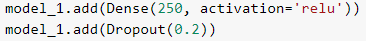 model_1.add(Dense(250, activation='relu'))
model_1.add(Dropout(0.2))